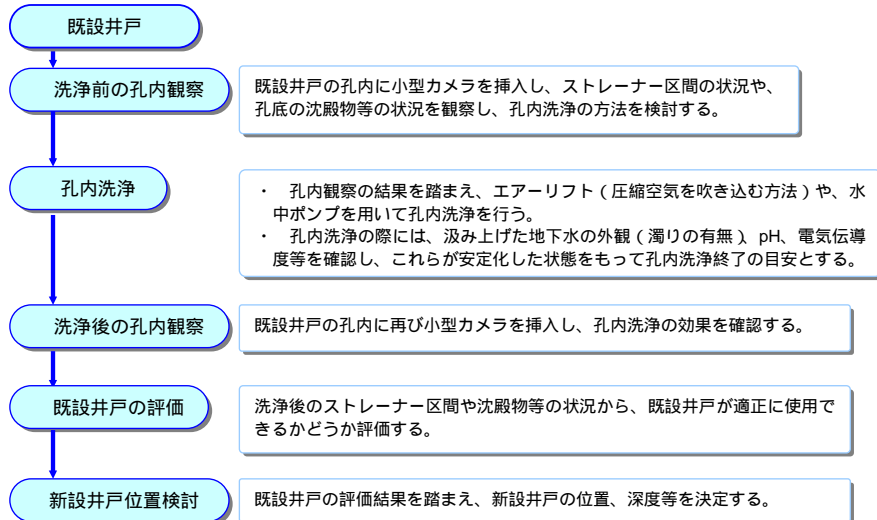 既設井戸
洗浄前の孔内観察
既設井戸の孔内に小型カメラを挿入し、ストレーナー区間の状況や、
孔底の沈殿物等の状況を観察し、孔内洗浄の方法を検討する。
孔内洗浄
・ 孔内観察の結果を踏まえ、エアーリフト(圧縮空気を吹き込む方法)や、水
中ポンプを用いて孔内洗浄を行う。
・ 孔内洗浄の際には、汲み上げた地下水の外観(濁りの有無)、pH、電気伝導
度等を確認し、これらが安定化した状態をもって孔内洗浄終了の目安とする。
洗浄後の孔内観察
既設井戸の孔内に再び小型カメラを挿入し、孔内洗浄の効果を確認する。
既設井戸の評価
洗浄後のストレーナー区間や沈殿物等の状況から、既設井戸が適正に使用で
きるかどうか評価する。
新設井戸位置検討
既設井戸の評価結果を踏まえ、新設井戸の位置、深度等を決定する。